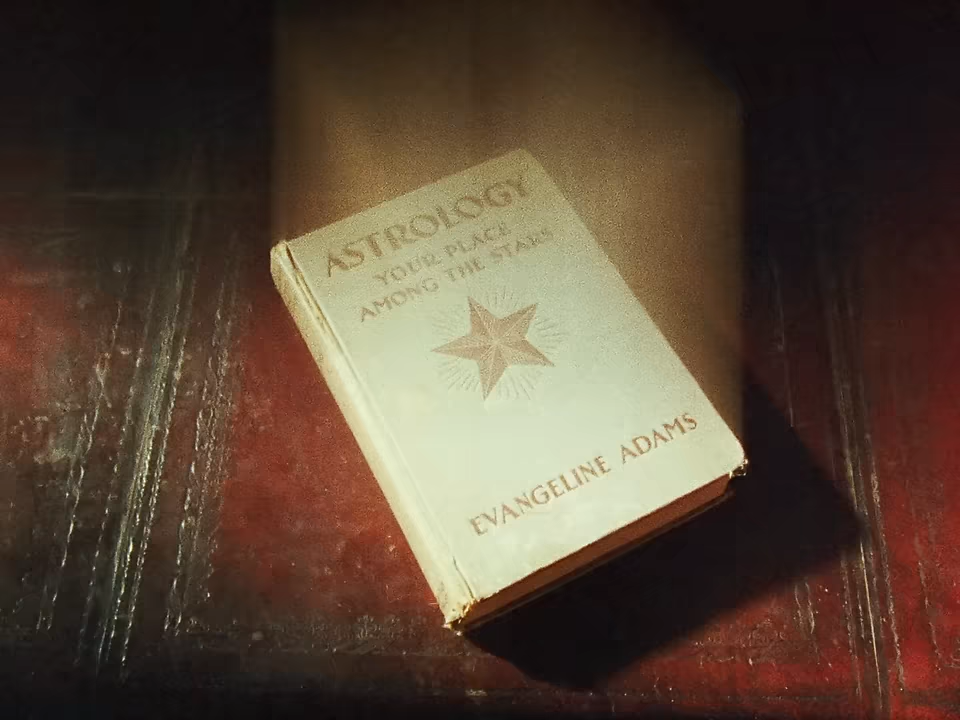 ASTROLOGY
YOUR PLACE
AMONG THE STARS
EVANGELINE ADAMS